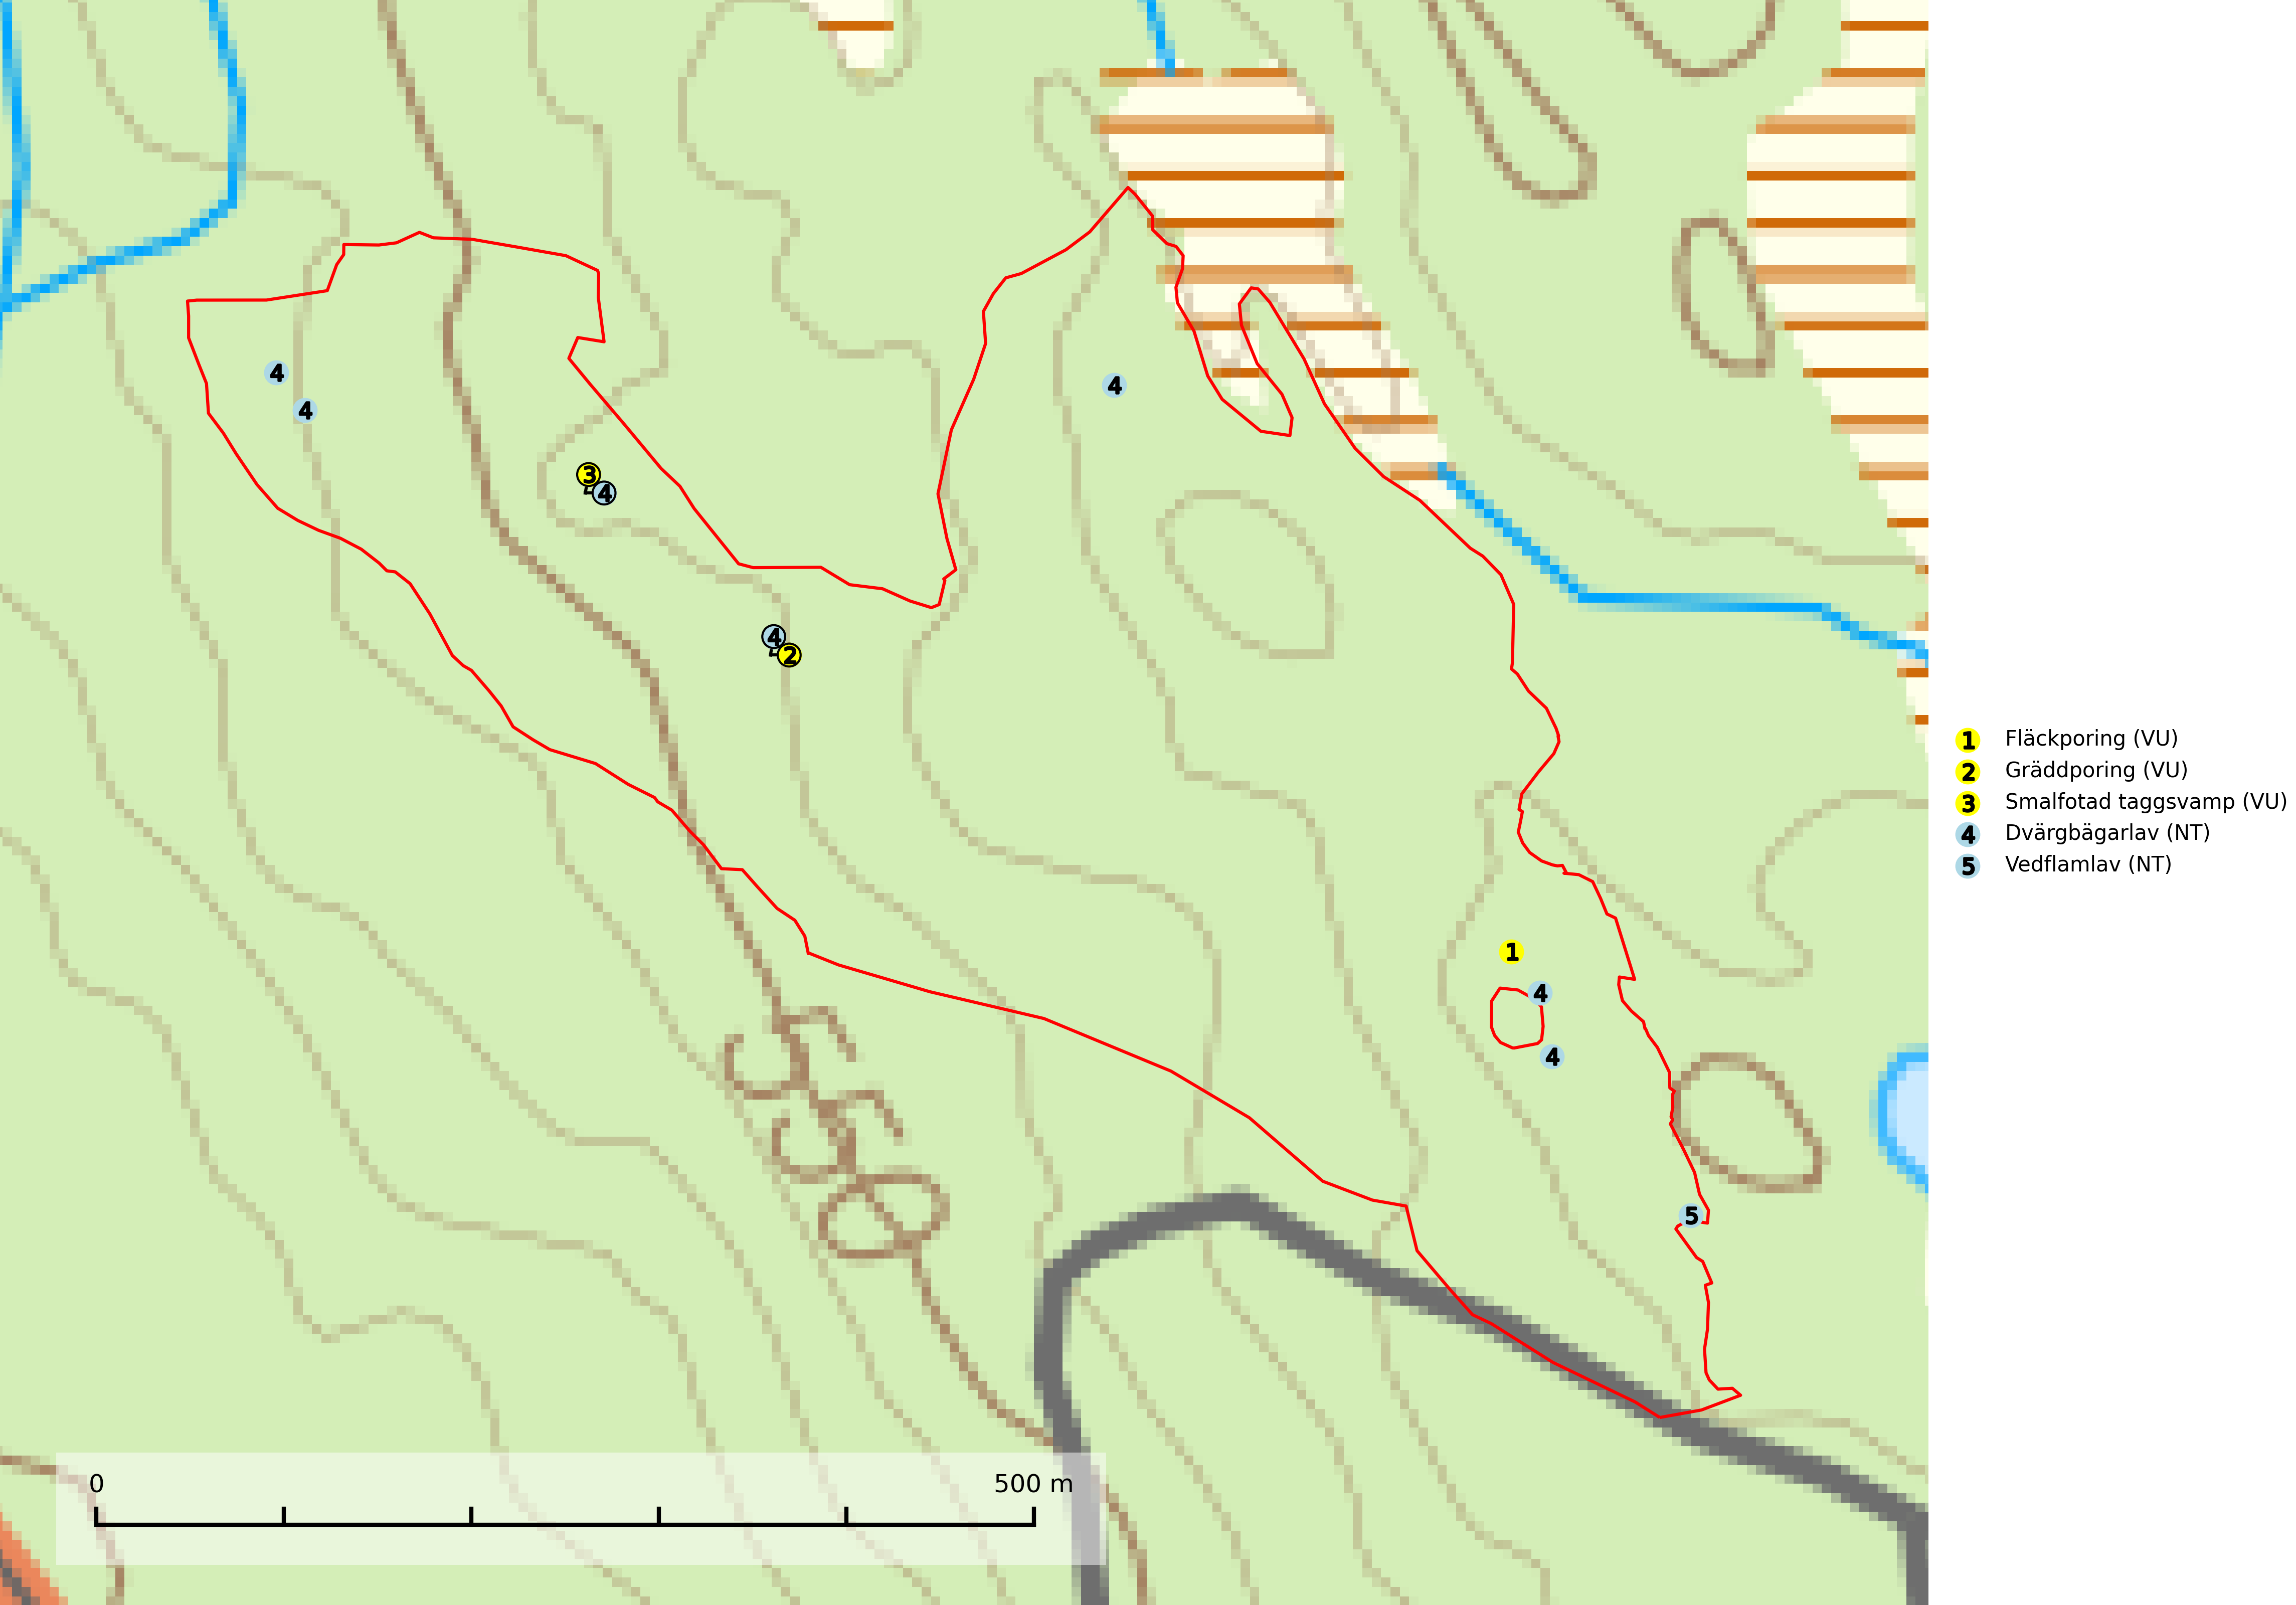 4
4
4
3
4
4
2
1
4
4
5
550
0
500 m
1 Fläckporing (VU)
2 Gräddporing (VU)
3 Smalfotad taggsvamp (VU)
4 Dvärgbägarlav (NT)
5 Vedflamlav (NT)